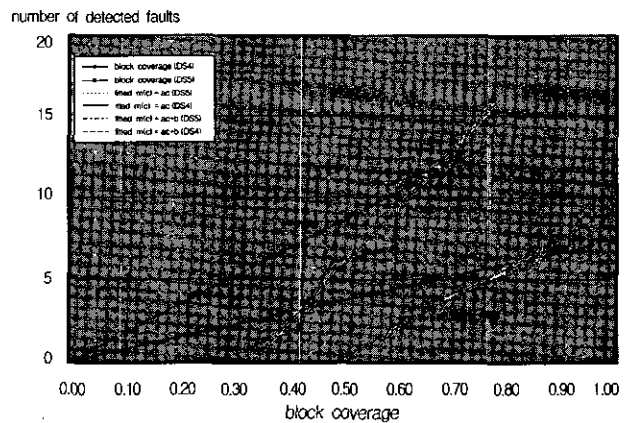 number of detected faults
20
15
10
5
0
block coverage (DS4)
block coverage (DS5)
fitted m(c) = ac (DS5)
fitted m(c) = ac (DS4)
fitted m(c) = ac+b (DS5)
fitted m(c) = ac+b (DS4)
0.00 0.10 0.20 0.30 0.40 0.50 0.60 0.70 0.80 0.90 1.00
block coverage